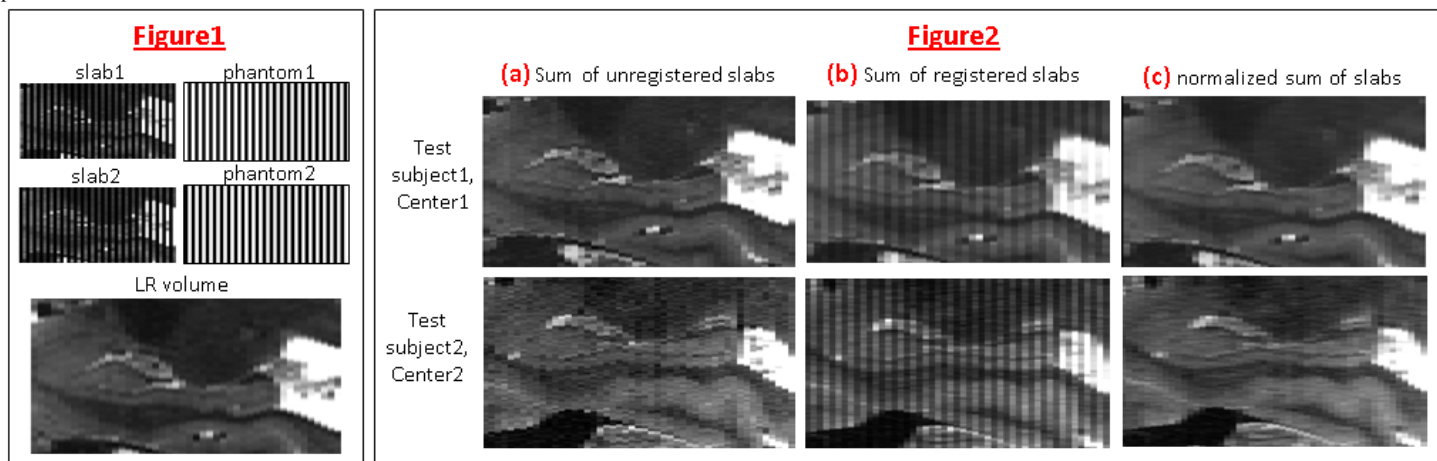 Figure1
slab1 phantom1
slab2 phantom2
LR volume
Figure2
(a) Sum of unregistered slabs (b) Sum of registered slabs (c) normalized sum of slabs
Test
subject1,
Center1
Test
subject2,
Center2